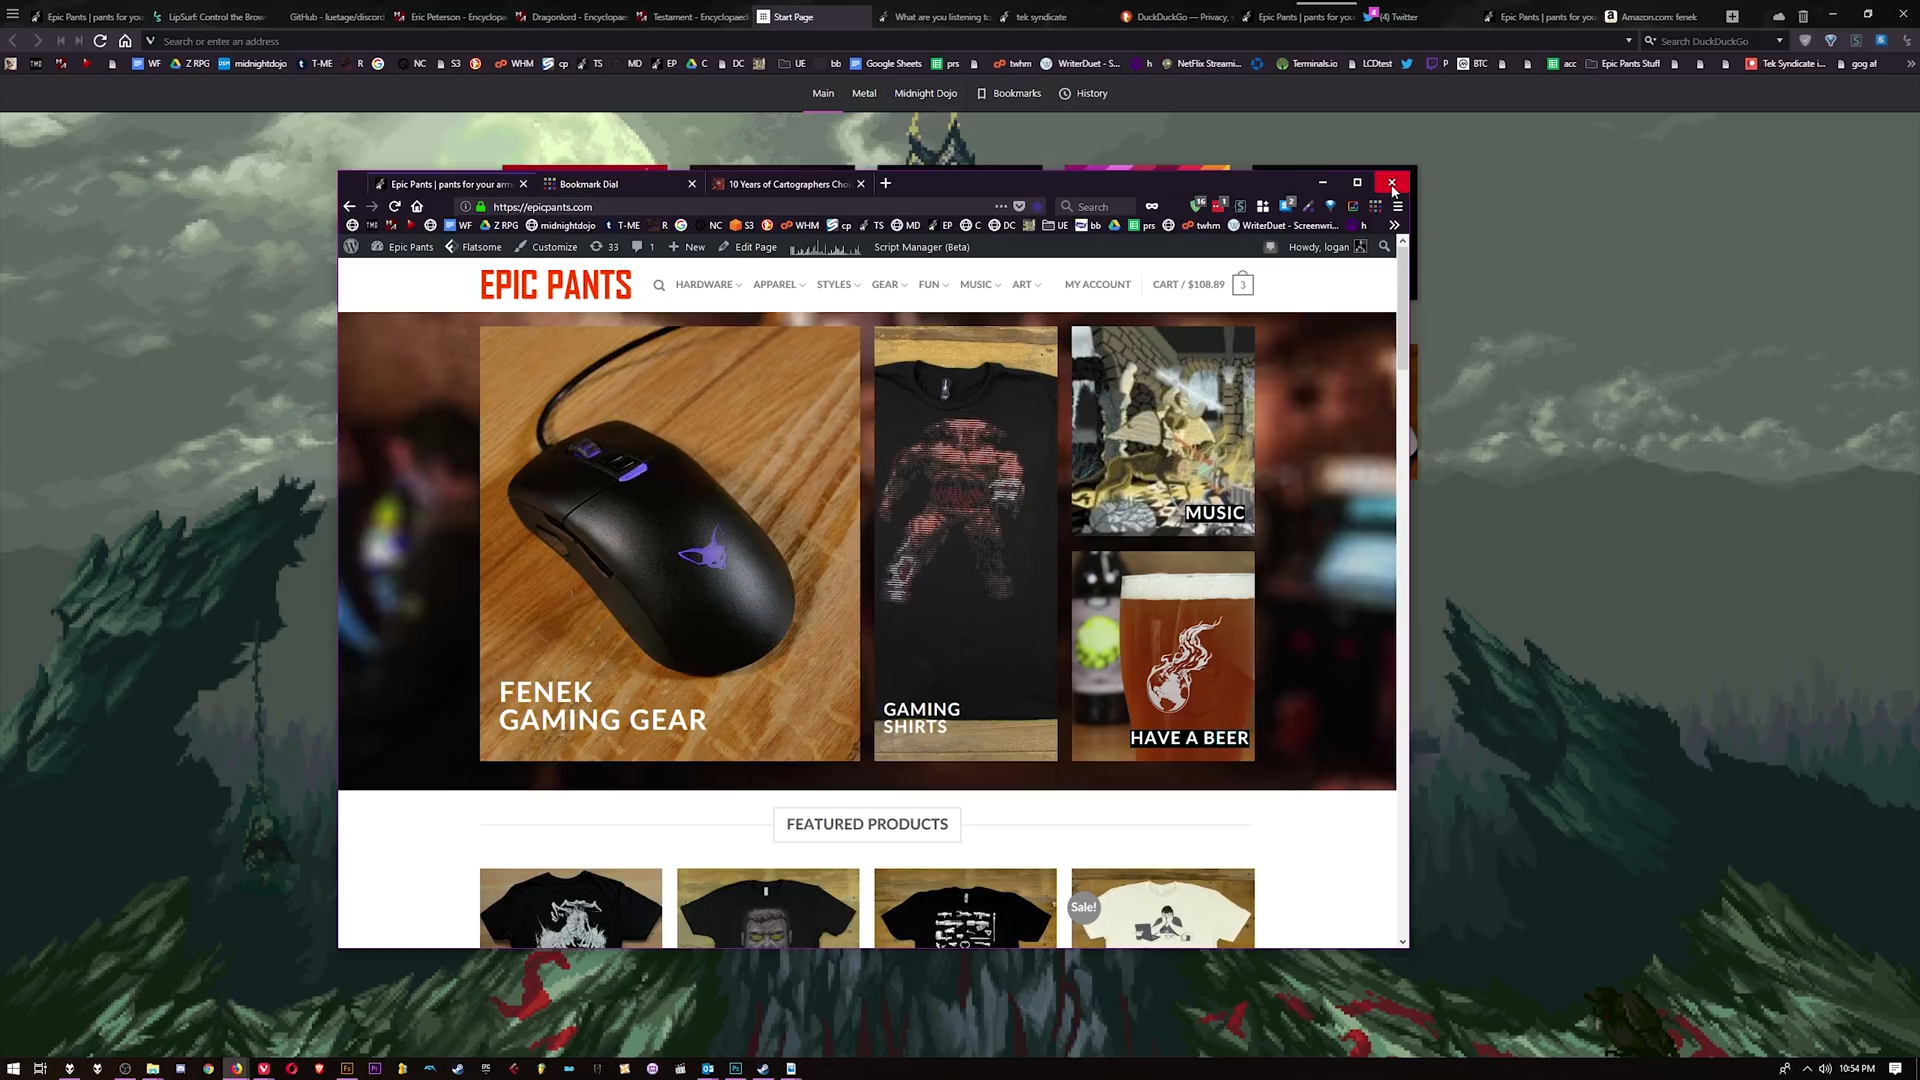 Epic Pants | pants for you
LipSurf: Control the Brow
GitHub - luetage/discord
Eric Peterson - Encyclopa
Dragonlord - Encyclopae
Testament - Encyclopaed
Start Page
What are you listening to
tek syndicate
DuckDuckGo — Privacy,
Epic Pants | pants for you
(4) Twitter
Epic Pants | pants for you
Amazon.com: fenek
Search or enter an address
Search DuckDuckGo
WF
Z RPG
midnightdojo
T-ME
R
NC
S3
WHM
cp
TS
MD
EP
C
DC
UE
bb
Google Sheets
prs
twhm
WriterDuet - Screenwri...
h
NetFlix Streami...
Terminals.io
LCDtest
P
BTC
acc
Epic Pants Stuff
Tek Syndicate i...
gog af
Main
Metal
Midnight Dojo
Bookmarks
History
Epic Pants | pants for your arm
Bookmark Dial
10 Years of Cartographers Choi
https://epicpants.com
Search
16
1
2
WF
Z RPG
midnightdojo
T-ME
R
NC
S3
WHM
cp
TS
MD
EP
C
DC
UE
bb
prs
twhm
WriterDuet - Screenwri...
h
Epic Pants
Flatsome
Customize
33
1
New
Edit Page
Script Manager (Beta)
Howdy, logan
EPIC PANTS
HARDWARE
APPAREL
STYLES
GEAR
FUN
MUSIC
ART
MY ACCOUNT
CART / $108.89
3
FENEK
GAMING GEAR
GAMING
SHIRTS
MUSIC
HAVE A BEER
FEATURED PRODUCTS
Sale!
10:54 PM